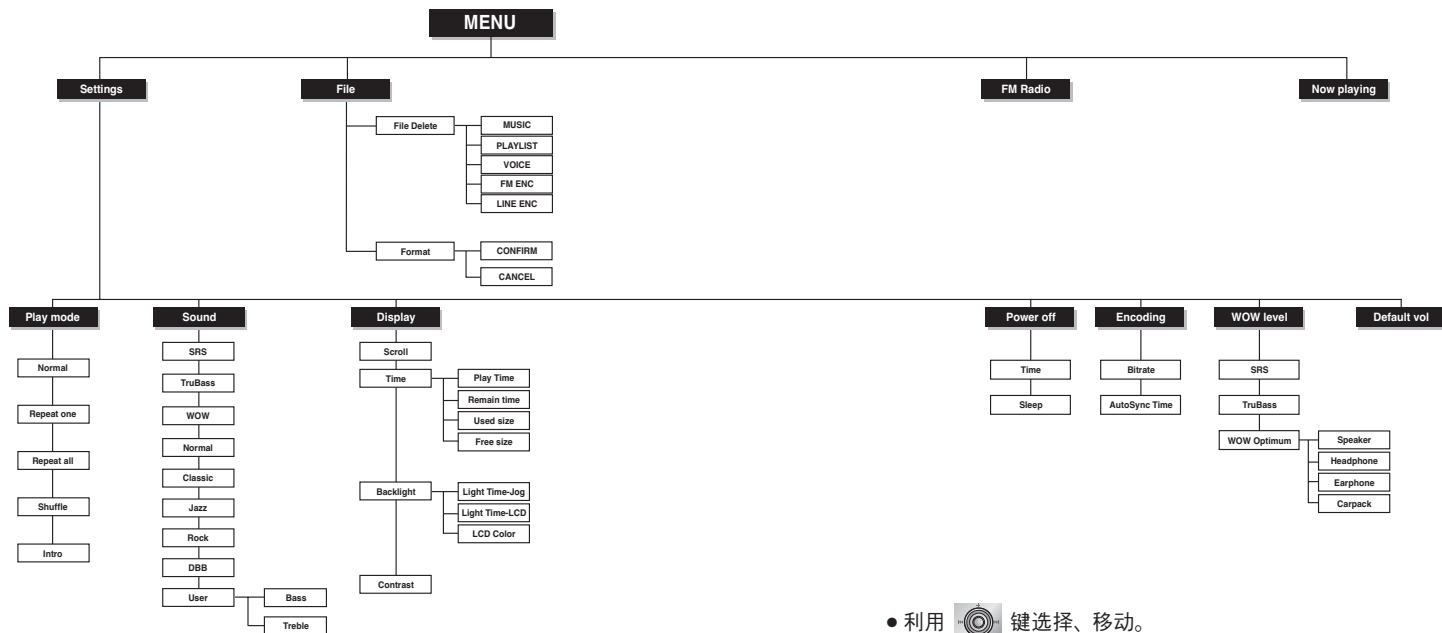 MENU
Settings
File
FM Radio
Now playing
File Delete
MUSIC
PLAYLIST
VOICE
FM ENC
LINE ENC
Format
CONFIRM
CANCEL
Play mode
Normal
Repeat one
Repeat all
Shuffle
Intro
Sound
SRS
TruBass
WOW
Normal
Classic
Jazz
Rock
DBB
User
Bass
Treble
Display
Scroll
Time
Play Time
Remain time
Used size
Free size
Backlight
Light Time-Jog
Light Time-LCD
LCD Color
Contrast
Power off
Time
Sleep
Encoding
Bitrate
AutoSync Time
WOW level
SRS
TruBass
WOW Optimum
Speaker
Headphone
Earphone
Carpack
Default vol
● 利用 键选择、移动。